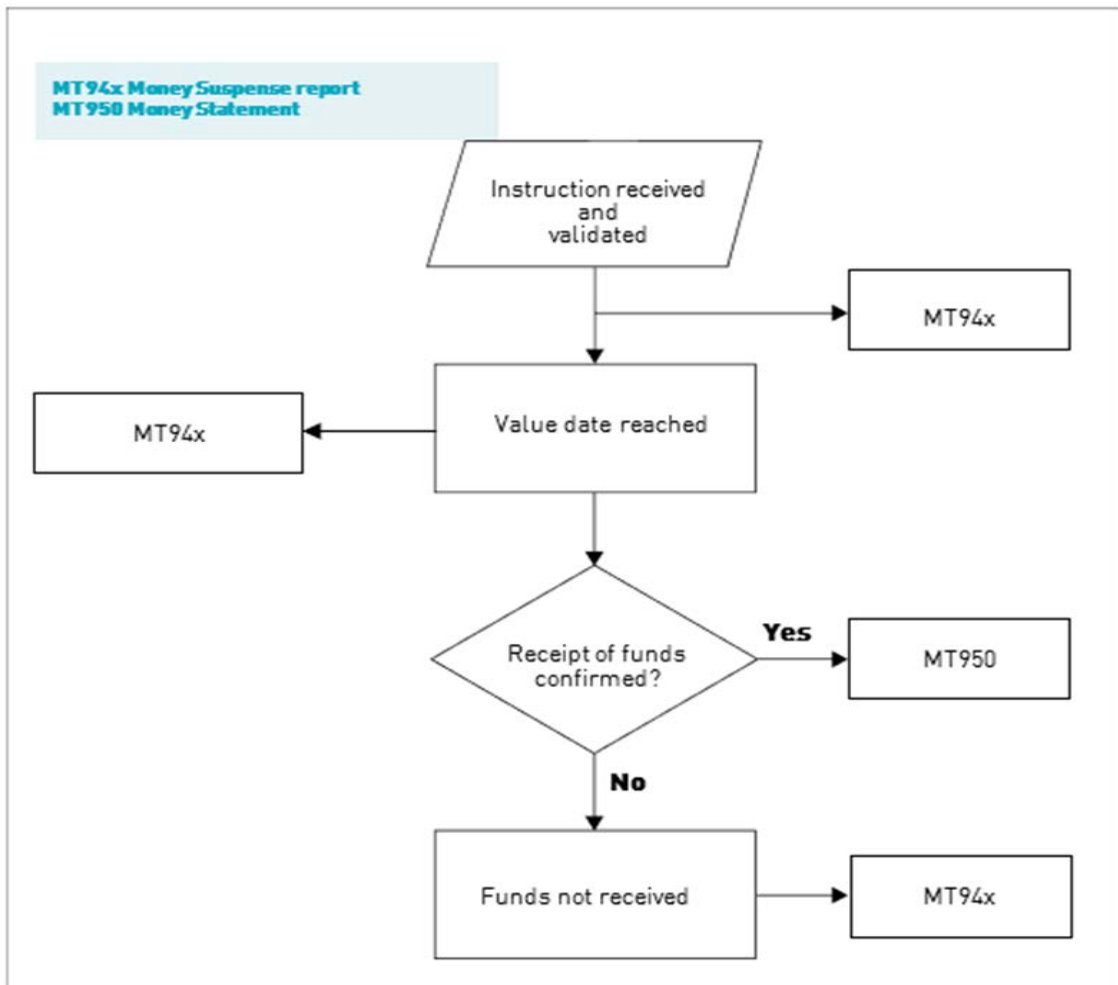 MT94x Money Suspense report
MT950 Money Statement
Instruction received
and
validated
MT94x
Value date reached
MT94x
Receipt of funds
confirmed?
Yes
MT950
No
Funds not received
MT94x